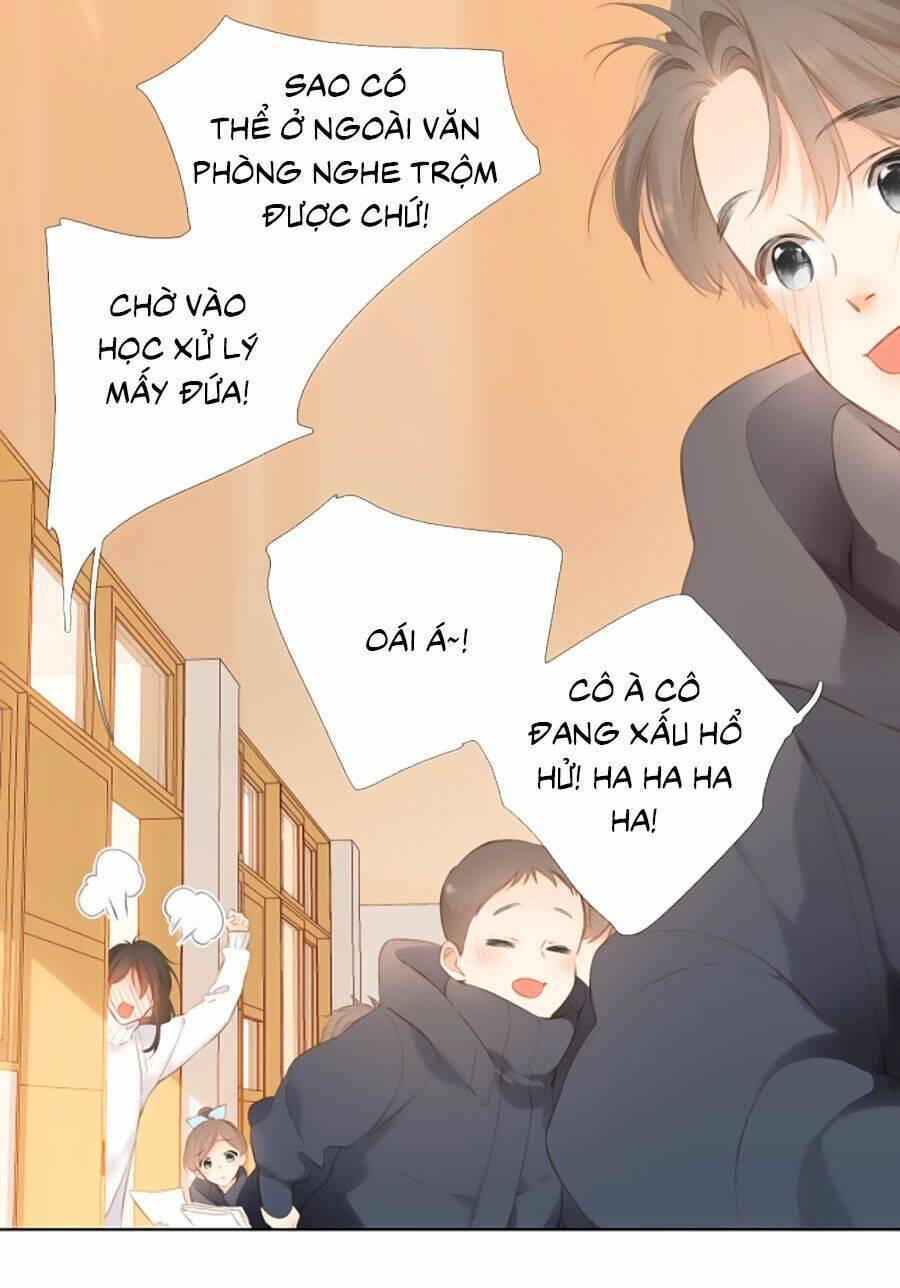 SAO CÓ
THỂ Ở NGOÀI VĂN
PHÒNG NGHE TRỘM
ĐƯỢC CHỨ!
CHỜ VÀO
HỌC XỬ LÝ
MẤY ĐỨA!
OÁI Á~!
CÔ À CÔ
ĐANG XẤU HỔ
HỬ! HA HA HA
HA!